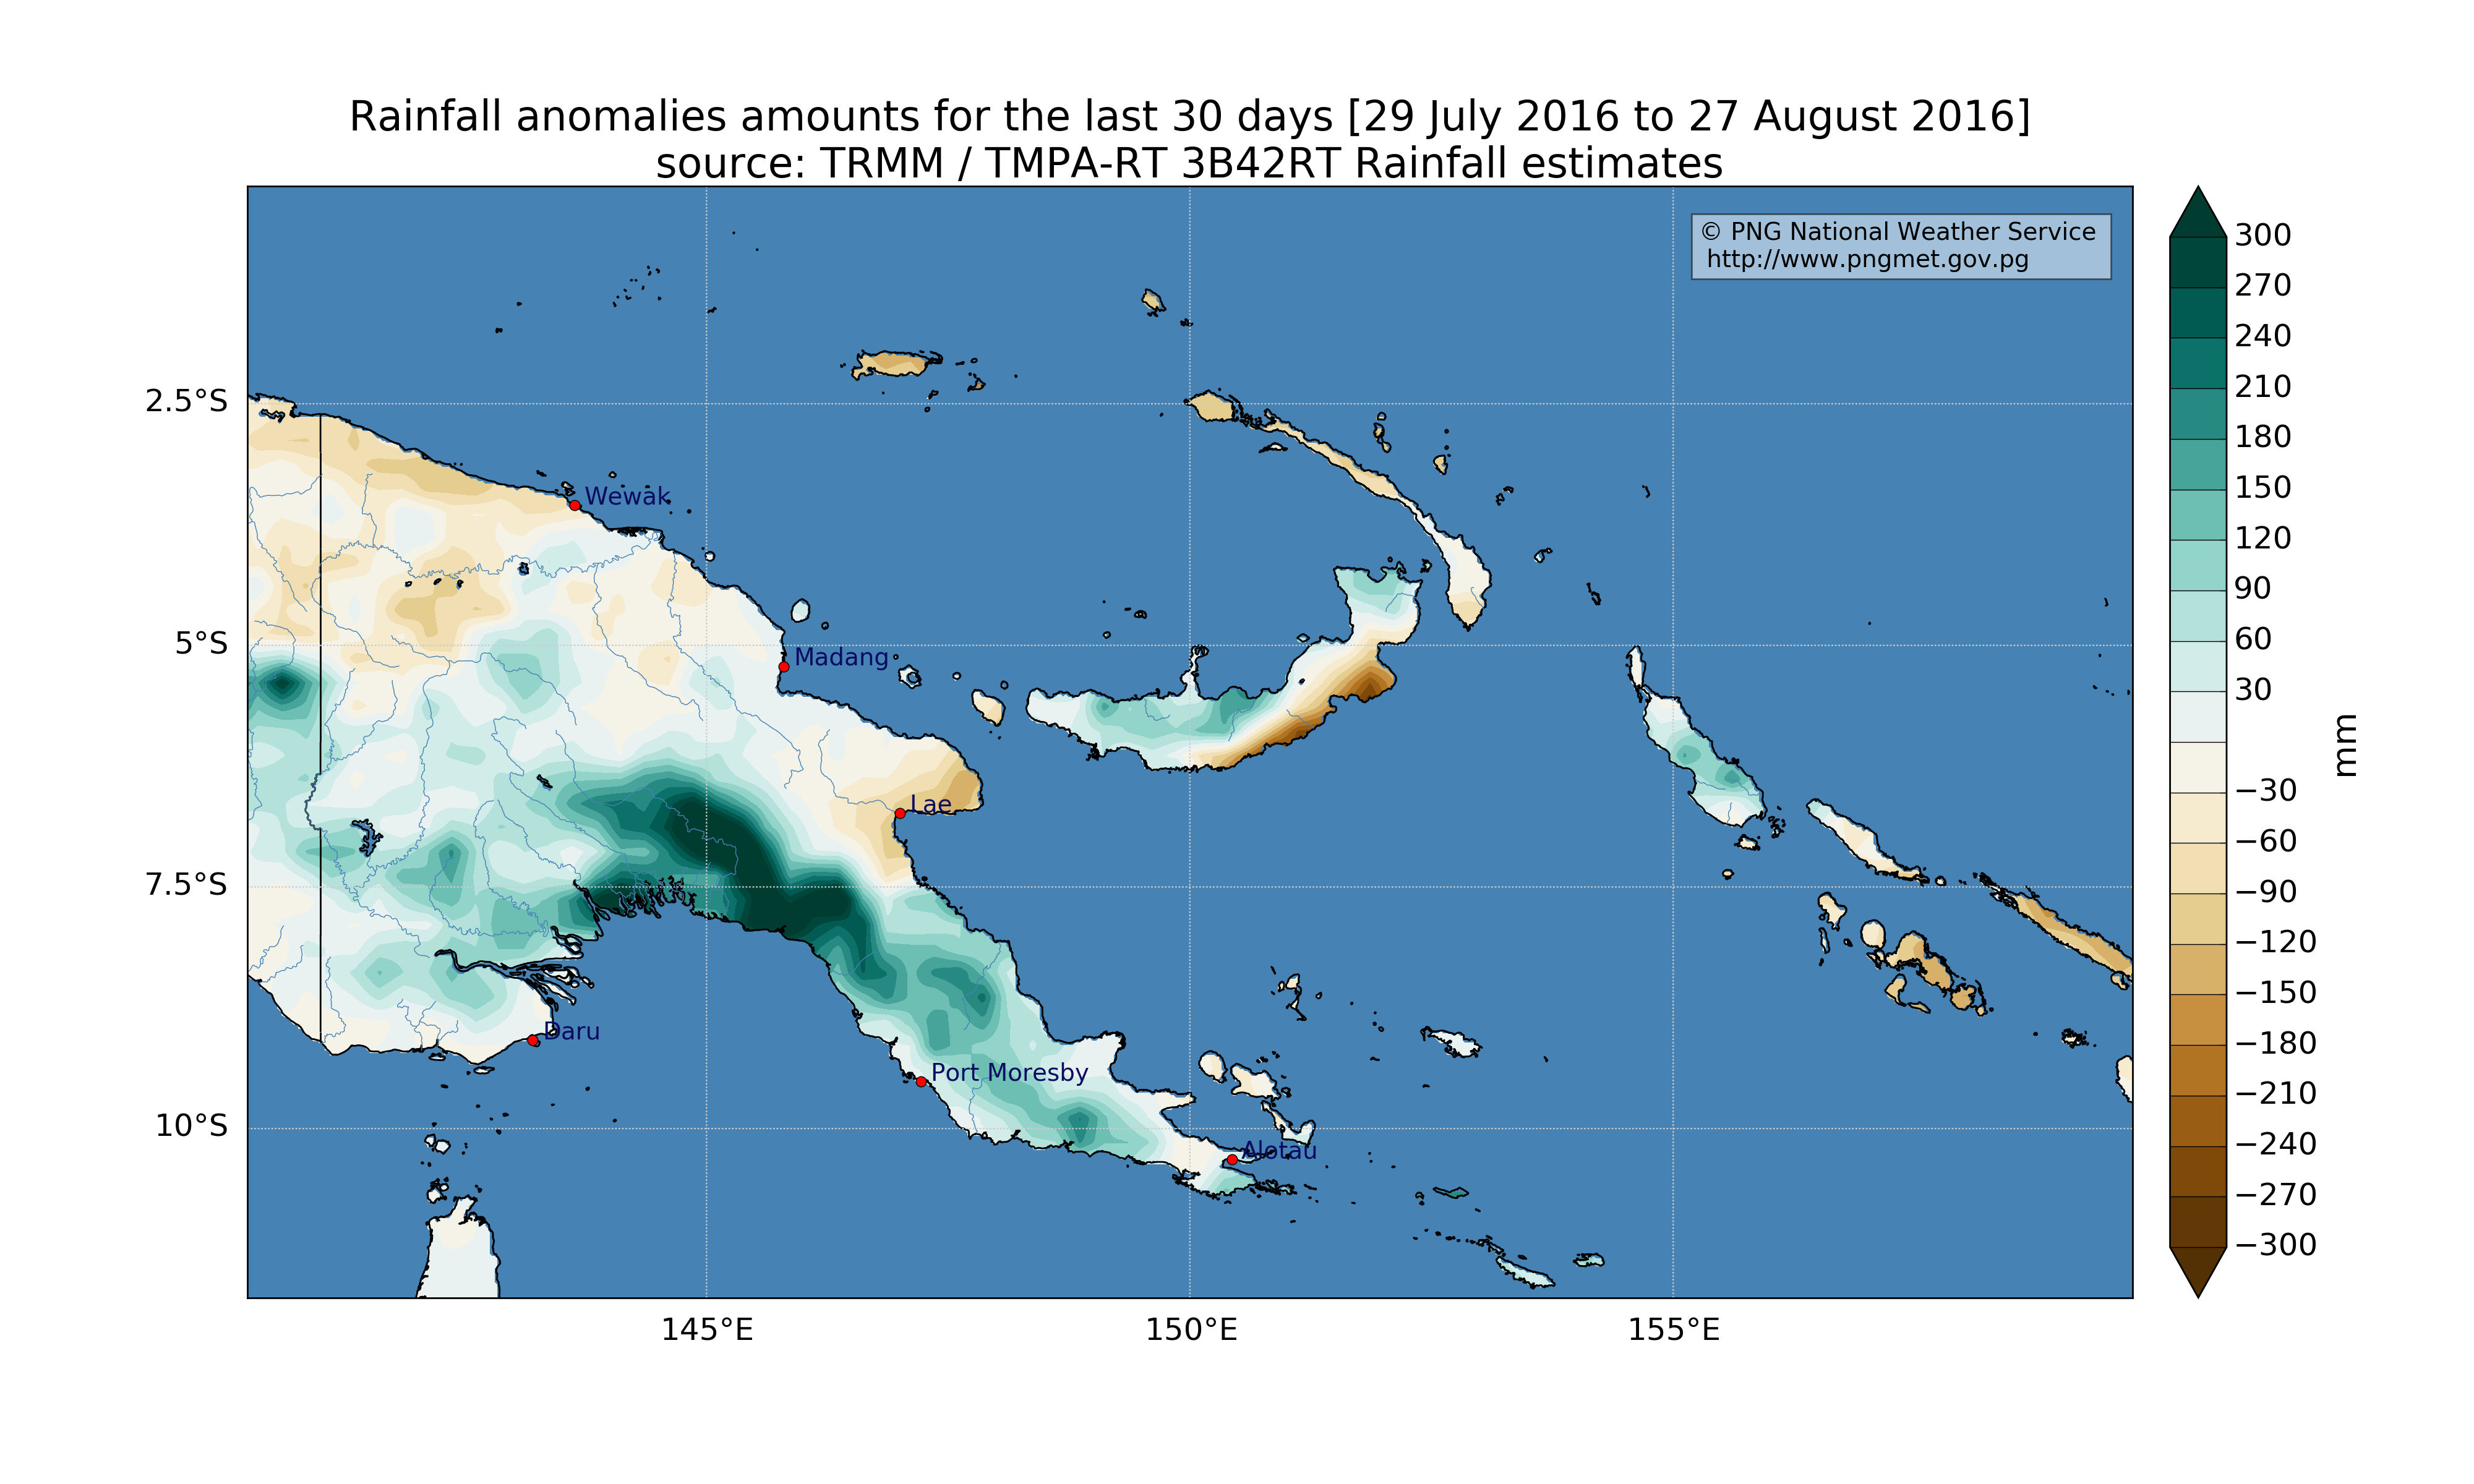 Rainfall anomalies amounts for the last 30 days [29 July 2016 to 27 August 2016]
source: TRMM / TMPA-RT 3B42RT Rainfall estimates
© PNG National Weather Service
http://www.pngmet.gov.pg
2.5°S
5°S
7.5°S
10°S
Wewak
Madang
Lae
Daru
Port Moresby
Alotau
145°E
150°E
155°E
300
270
240
210
180
150
120
90
60
30
−30
−60
−90
−120
−150
−180
−210
−240
−270
−300
mm